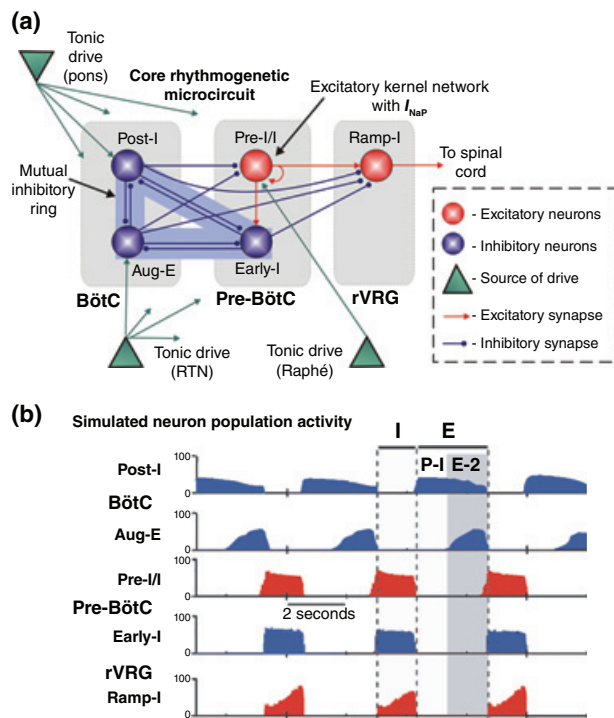 (a)
Tonic
drive
(pons)
Core rhythmogenetic
microcircuit
Excitatory kernel network
with I_NaP
Post-I
Pre-I/I
Ramp-I
To spinal
cord
Mutual
inhibitory
ring
Aug-E
Early-I
BötC
Pre-BötC
rVRG
Tonic drive
(RTN)
Tonic drive
(Raphé)
- Excitatory neurons
- Inhibitory neurons
- Source of drive
- Excitatory synapse
- Inhibitory synapse
(b)
Simulated neuron population activity
I
E
P-I
E-2
100
Post-I
0
BötC
100
Aug-E
0
100
Pre-I/I
0
Pre-BötC
2 seconds
100
Early-I
0
rVRG
100
Ramp-I
0